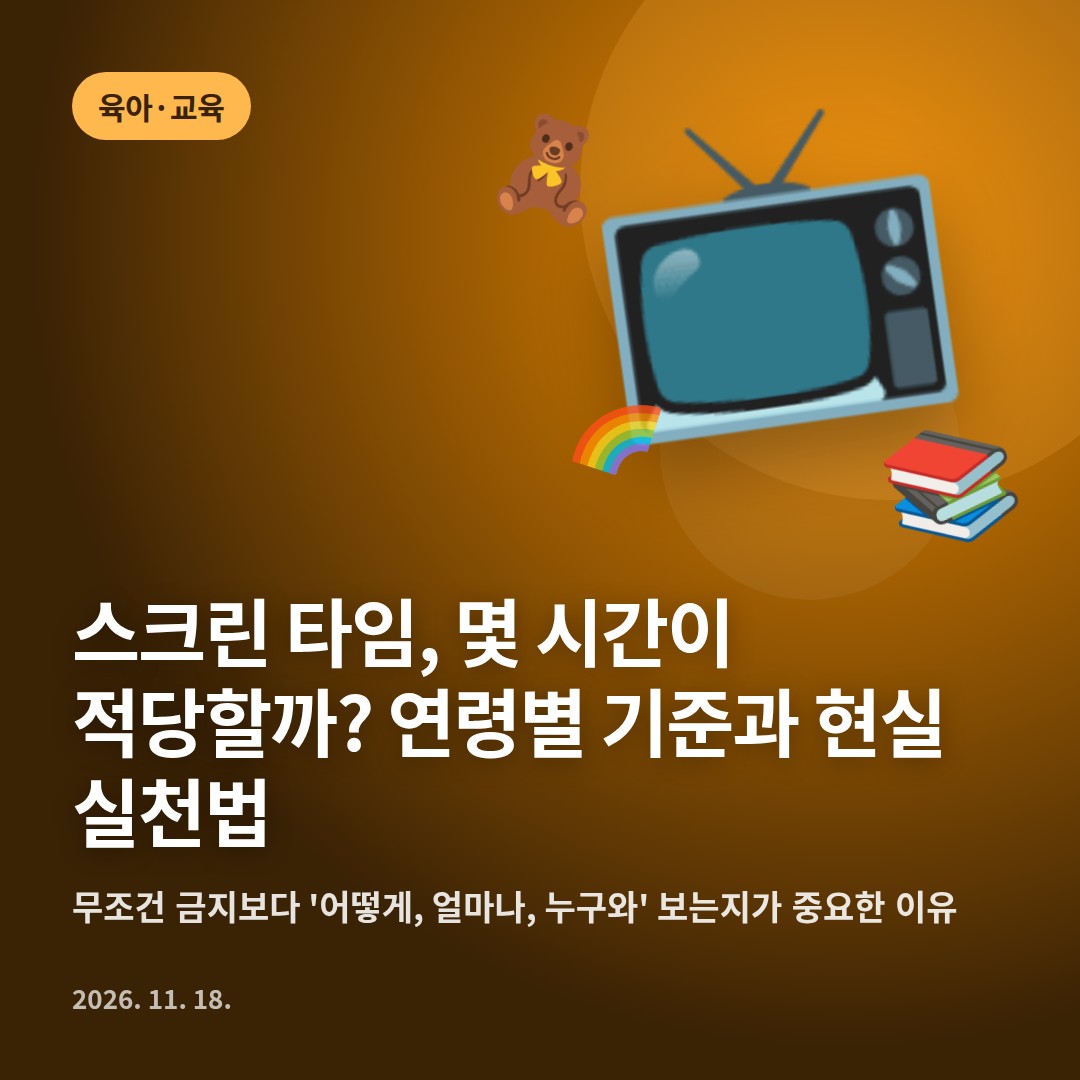 육아·교육
스크린 타임, 몇 시간이
적당할까? 연령별 기준과 현실
실천법
무조건 금지보다 '어떻게, 얼마나, 누구와' 보는지가 중요한 이유
2026. 11. 18.